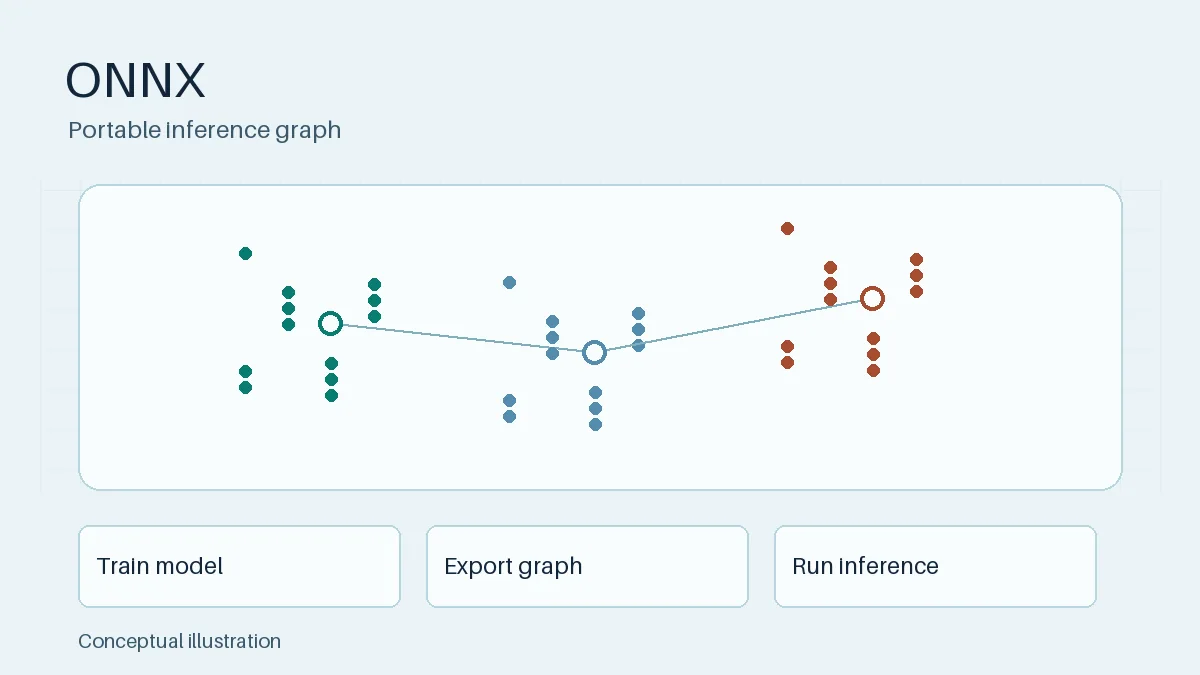 ONNX
Portable inference graph
Train model
Export graph
Run inference
Conceptual illustration